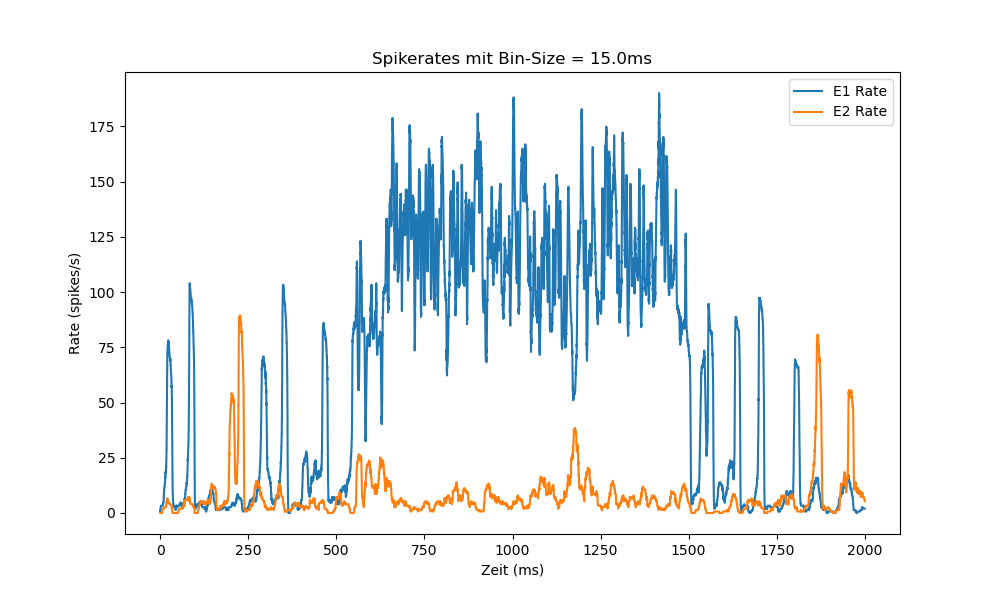 Spikerates mit Bin-Size = 15.0ms
E1 Rate
E2 Rate
175
150
125
100
75
50
25
0
Rate (spikes/s)
0 250 500 750 1000 1250 1500 1750 2000
Zeit (ms)